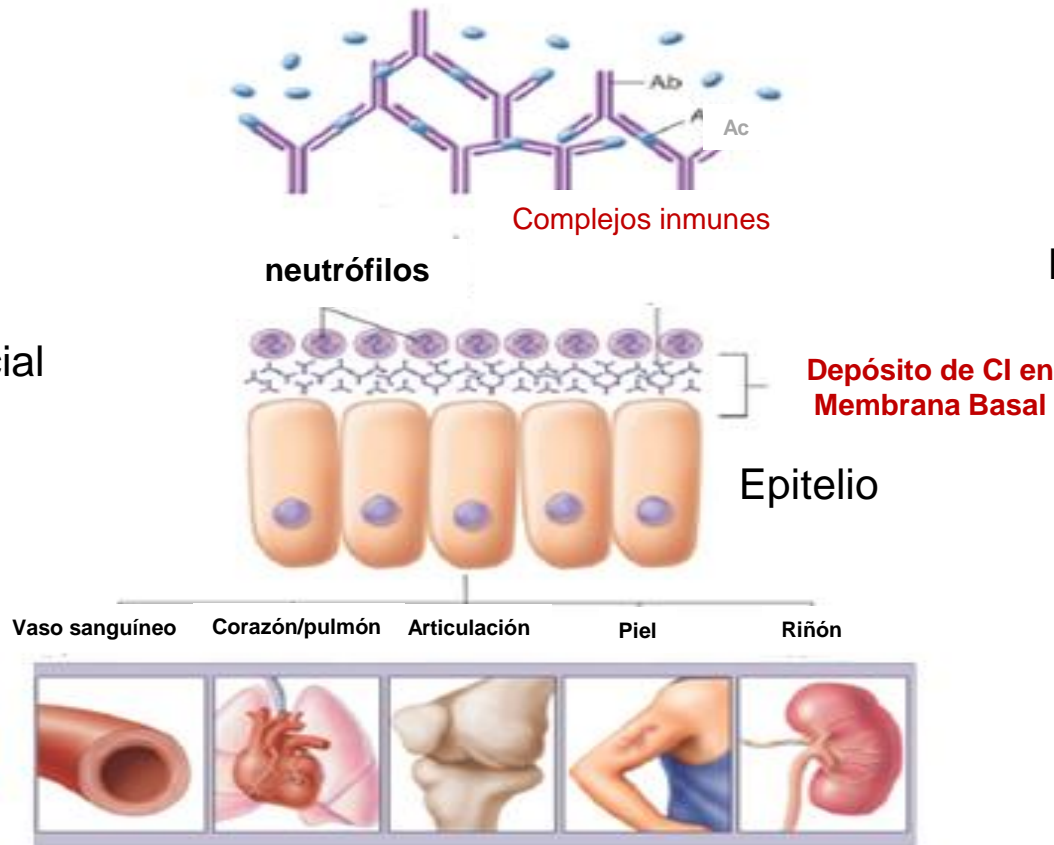 Ab
Ac
Complejos inmunes
neutrófilos
cial
Depósito de CI en
Membrana Basal
Epitelio
Vaso sanguíneo Corazón/pulmón Articulación Piel Riñón